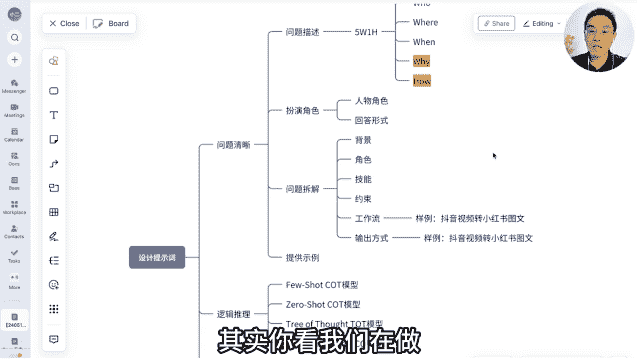 Close
Board
Share
Editing
Messenger
Meetings
Calendar
Docs
Base
Workplace
Contacts
Tasks
More
Who
Where
When
Why
How
问题描述
5W1H
扮演角色
人物角色
回答形式
问题清晰
问题拆解
背景
角色
技能
约束
工作流
样例:抖音视频转小红书图文
输出方式
样例:抖音视频转小红书图文
提供示例
设计提示词
逻辑推理
Few-Shot COT模型
Zero-Shot COT模型
Tree of Thought TOT模型
其实你看我们在做